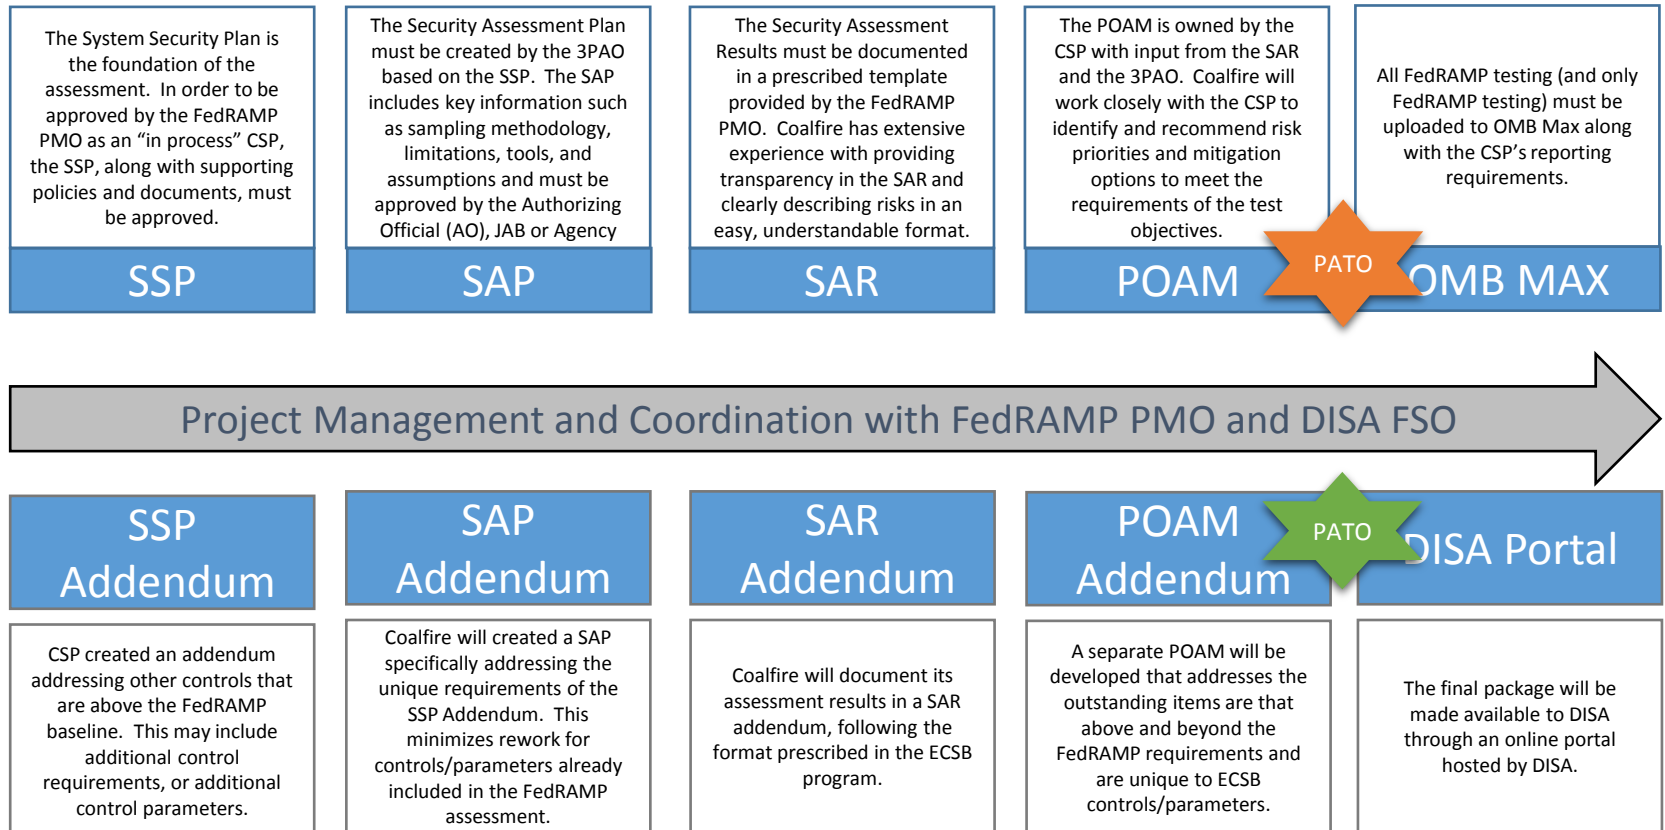 The System Security Plan is
the foundation of the
assessment. In order to be
approved by the FedRAMP
PMO as an “in process” CSP,
the SSP, along with supporting
policies and documents, must
be approved.
SSP
The Security Assessment Plan
must be created by the 3PAO
based on the SSP. The SAP
includes key information such
as sampling methodology,
limitations, tools, and
assumptions and must be
approved by the Authorizing
Official (AO), JAB or Agency
SAP
The Security Assessment
Results must be documented
in a prescribed template
provided by the FedRAMP
PMO. Coalfire has extensive
experience with providing
transparency in the SAR and
clearly describing risks in an
easy, understandable format.
SAR
The POAM is owned by the
CSP with input from the SAR
and the 3PAO. Coalfire will
work closely with the CSP to
identify and recommend risk
priorities and mitigation
options to meet the
requirements of the test
objectives.
POAM
PATO
All FedRAMP testing (and only
FedRAMP testing) must be
uploaded to OMB Max along
with the CSP’s reporting
requirements.
OMB MAX
Project Management and Coordination with FedRAMP PMO and DISA FSO
SSP
Addendum
CSP created an addendum
addressing other controls that
are above the FedRAMP
baseline. This may include
additional control
requirements, or additional
control parameters.
SAP
Addendum
Coalfire will created a SAP
specifically addressing the
unique requirements of the
SSP Addendum. This
minimizes rework for
controls/parameters already
included in the FedRAMP
assessment.
SAR
Addendum
Coalfire will document its
assessment results in a SAR
addendum, following the
format prescribed in the ECSB
program.
POAM
Addendum
A separate POAM will be
developed that addresses the
outstanding items are that
above and beyond the
FedRAMP requirements and
are unique to ECSB
controls/parameters.
PATO
DISA Portal
The final package will be
made available to DISA
through an online portal
hosted by DISA.